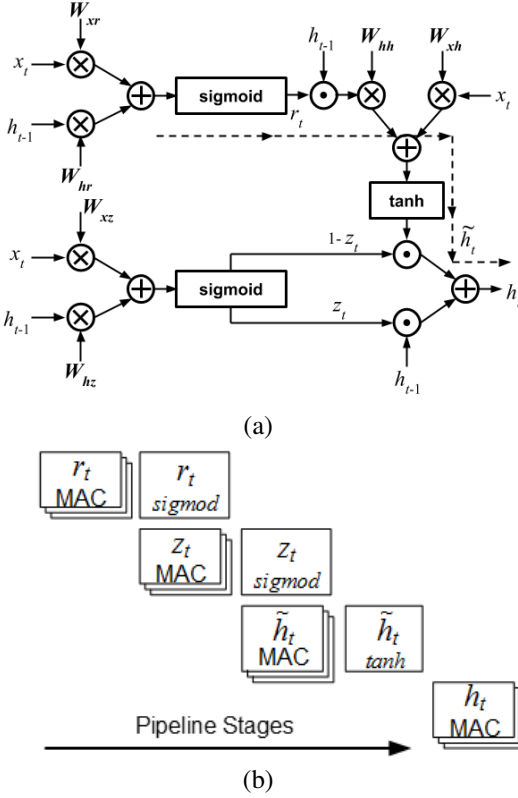 W_xr
x_t
h_t-1
W_hr
sigmoid
r_t
h_t-1
W_hh
W_xh
x_t
tanh
h̃_t
W_xz
x_t
h_t-1
W_hz
sigmoid
1- z_t
z_t
h_t-1
h
(a)
r_t
MAC
r_t
sigmod
z_t
MAC
z_t
sigmod
h̃_t
MAC
h̃_t
tanh
h_t
MAC
Pipeline Stages
(b)